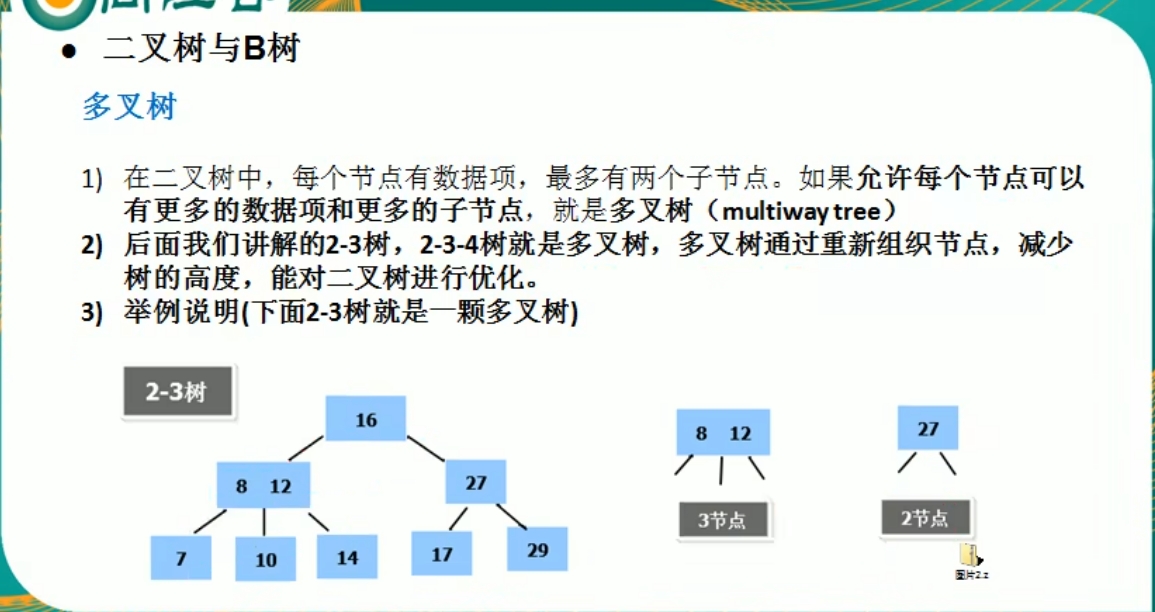 ● 二叉树与B树
多叉树
1) 在二叉树中，每个节点有数据项，最多有两个子节点。如果允许每个节点可以
有更多的数据项和更多的子节点，就是多叉树（multiway tree）
2) 后面我们讲解的2-3树，2-3-4树就是多叉树，多叉树通过重新组织节点，减少
树的高度，能对二叉树进行优化。
3) 举例说明(下面2-3树就是一颗多叉树)
2-3树
16
8 12
27
7
10
14
17
29
8 12
3节点
27
2节点
图片2.z